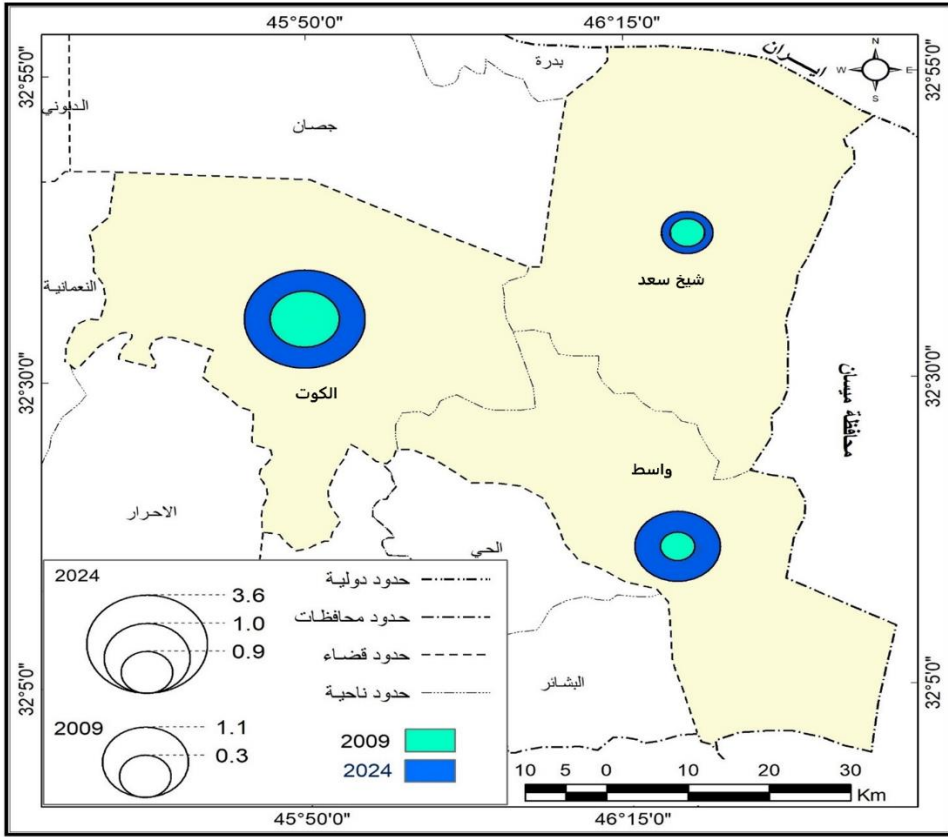 45°50'0"
46°15'0"
ايـــران
N
W
E
S
32°55'0"
32°55'0"
بدرة
الدبوني
جصان
شيخ سعد
النعمانية
32°30'0"
32°30'0"
الكوت
محافظة ميسان
واسط
الاحرار
الحي
البشائر
32°5'0"
32°5'0"
2024
3.6
1.0
0.9
2009
1.1
0.3
حدود دولية
حدود محافظات
حدود قضاء
حدود ناحية
2009
2024
10 5 0 10 20 30
Km
45°50'0"
46°15'0"